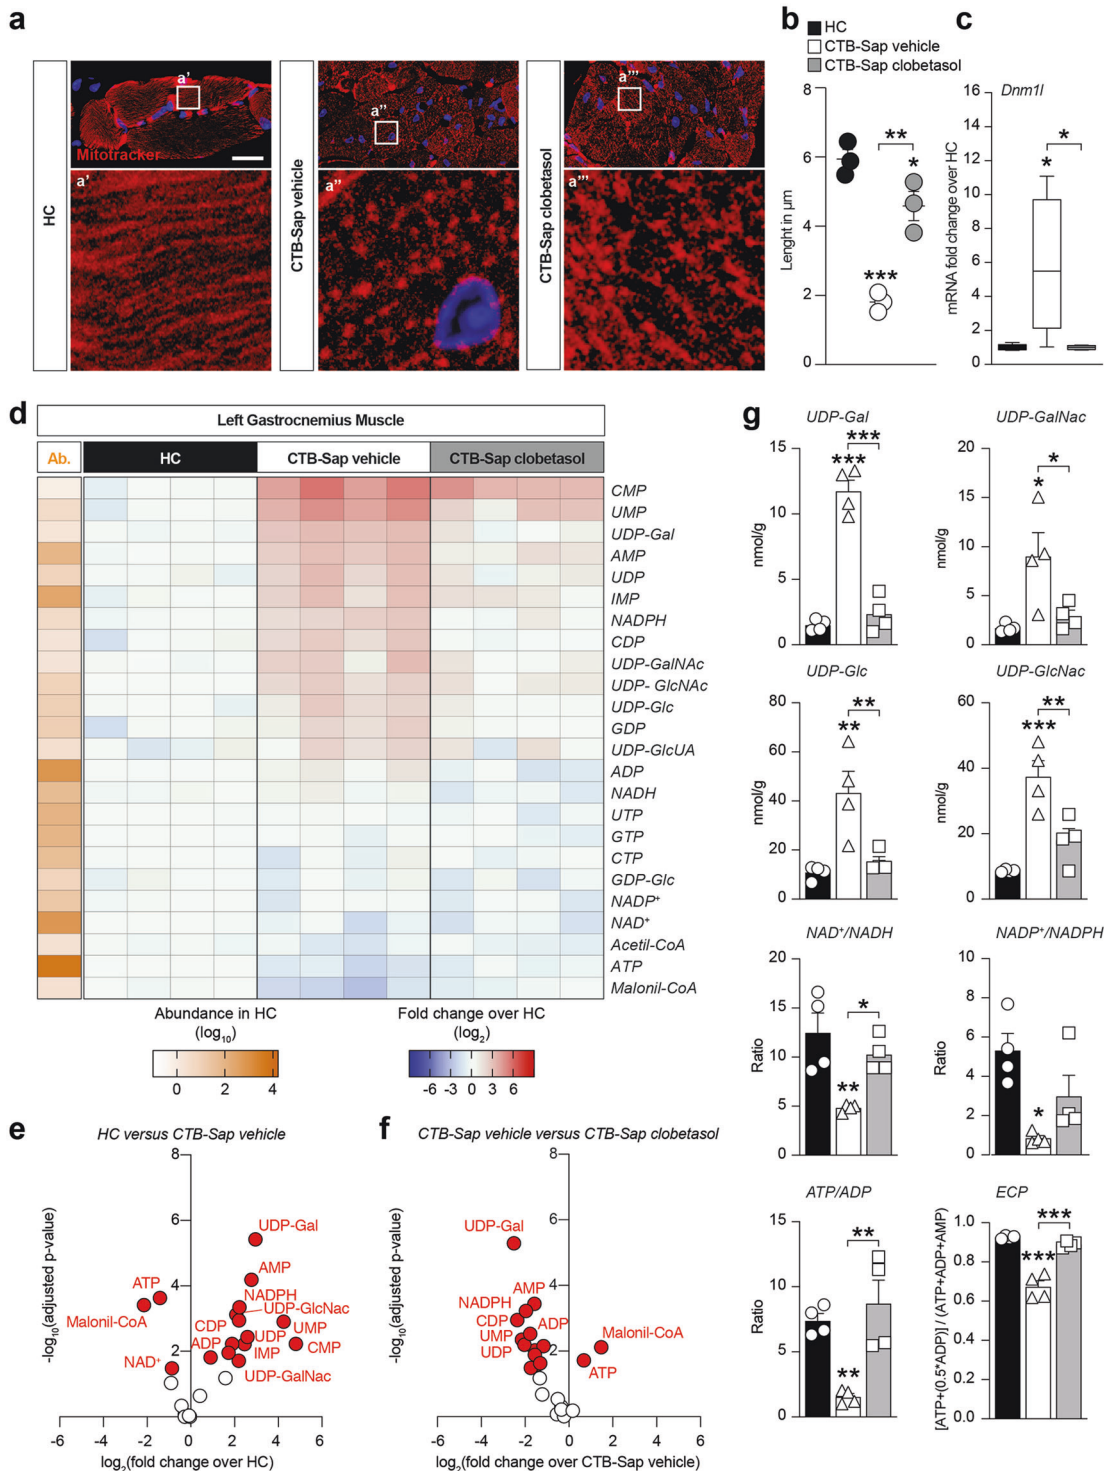 a
HC
a'
Mitotracker
a'
CTB-Sap vehicle
a''
a''
CTB-Sap clobetasol
a'''
a'''
b
HC
CTB-Sap vehicle
CTB-Sap clobetasol
Lenght in µm
6
4
2
0
***
**
*
c
Dnm1l
mRNA fold change over HC
16
14
12
10
8
6
4
2
0
*
*
d
Left Gastrocnemius Muscle
Ab.
HC
CTB-Sap vehicle
CTB-Sap clobetasol
CMP
UMP
UDP-Gal
AMP
UDP
IMP
NADPH
CDP
UDP-GalNAc
UDP- GlcNAc
UDP-Glc
GDP
UDP-GlcUA
ADP
NADH
UTP
GTP
CTP
GDP-Glc
NADP⁺
NAD⁺
Acetil-CoA
ATP
Malonil-CoA
Abundance in HC
(log₁₀)
0 2 4
Fold change over HC
(log₂)
-6 -3 0 3 6
e
HC versus CTB-Sap vehicle
-log₁₀(adjusted p-value)
8
6
4
2
UDP-Gal
AMP
ATP
NADPH
Malonil-CoA
UDP-GlcNac
CDP
UMP
ADP
UDP
CMP
IMP
NAD⁺
UDP-GalNac
-6 -4 -2 0 2 4 6
log₂(fold change over HC)
f
CTB-Sap vehicle versus CTB-Sap clobetasol
-log₁₀(adjusted p-value)
8
6
4
2
UDP-Gal
AMP
NADPH
CDP
ADP
UMP
Malonil-CoA
UDP
ATP
-6 -4 -2 0 2 4 6
log₂(fold change over CTB-Sap vehicle)
g
UDP-Gal
nmol/g
15
10
5
0
***
***
UDP-GalNac
nmol/g
20
15
10
5
0
*
*
UDP-Glc
nmol/g
80
60
40
20
0
**
**
UDP-GlcNac
nmol/g
60
40
20
0
***
**
NAD⁺/NADH
Ratio
20
15
10
5
0
**
*
NADP⁺/NADPH
Ratio
10
8
6
4
2
0
*
ATP/ADP
Ratio
15
10
5
0
**
**
ECP
[ATP+(0.5*ADP)] / (ATP+ADP+AMP)
1.0
0.8
0.6
0.4
0.2
0.0
***
***